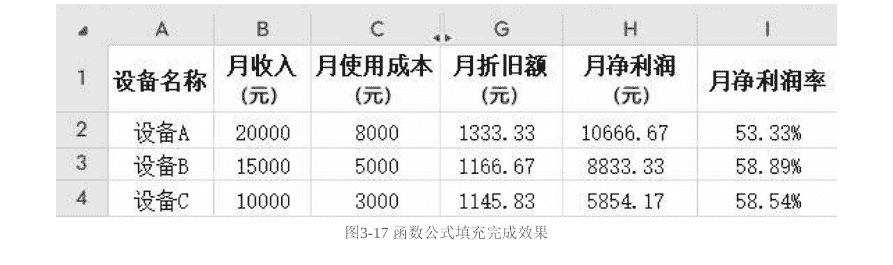 A B C G H I
1 设备名称 月收入(元) 月使用成本(元) 月折旧额(元) 月净利润(元) 月净利润率
2 设备A 20000 8000 1333.33 10666.67 53.33%
3 设备B 15000 5000 1166.67 8833.33 58.89%
4 设备C 10000 3000 1145.83 5854.17 58.54%
图3-17 函数公式填充完成效果